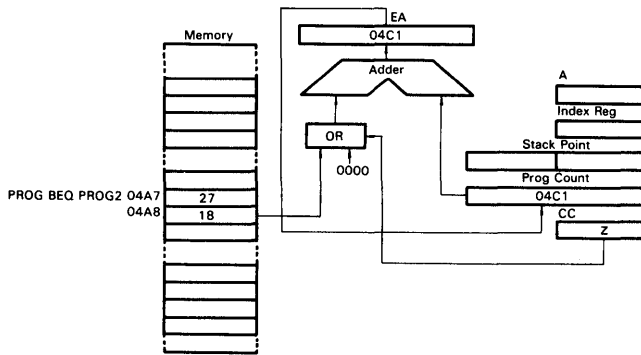 EA
04C1
Memory
Adder
A
Index Reg
OR
Stack Point
0000
Prog Count
PROG BEQ PROG2 04A7
27
04C1
04A8
18
CC
Z